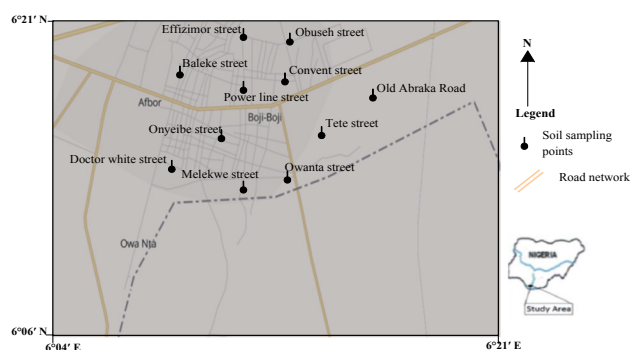 6°21′ N
Effizimor street
Obuseh street
Baleke street
Convent street
Power line street
Old Abraka Road
Afbor
Boji-Boji
Onyeibe street
Tete street
Doctor white street
Melekwe street
Owanta street
Owa Nta
6°06′ N
6°04′ E
6°21′ E
N
Legend
Soil sampling
points
Road network
NIGERIA
Study Area